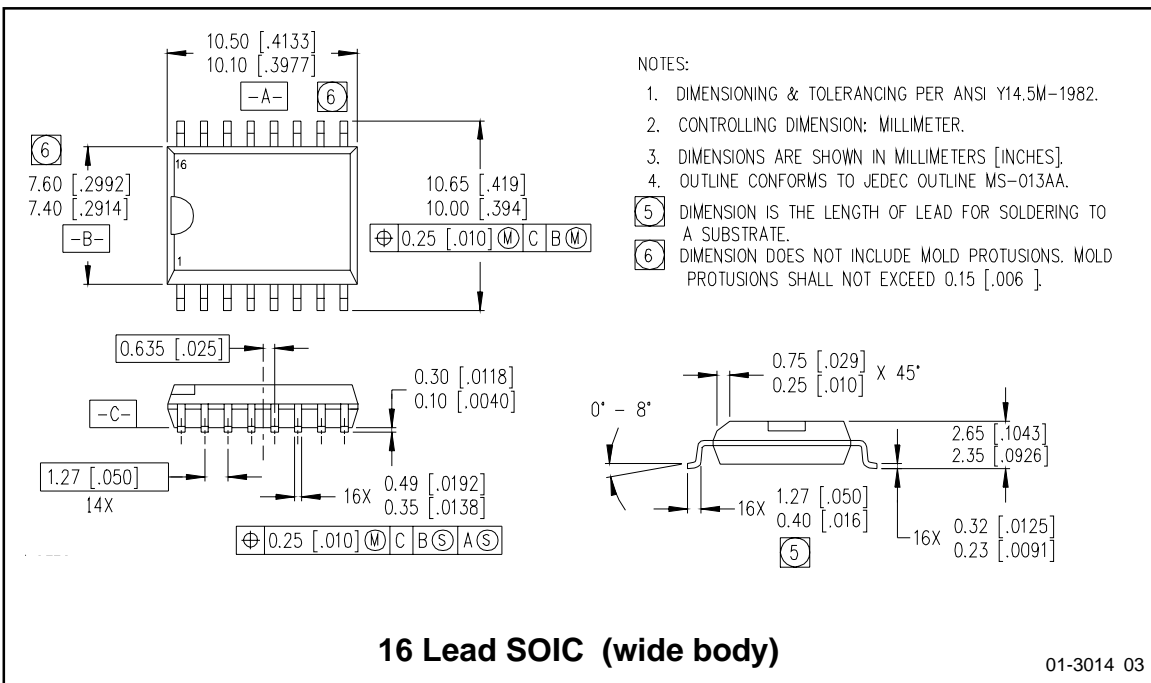 10.50 [.4133]
10.10 [.3977]
-A-
6
6
7.60 [.2992]
7.40 [.2914]
-B-
16
1
10.65 [.419]
10.00 [.394]
⌖ 0.25 [.010] Ⓜ C B Ⓜ
NOTES:
1. DIMENSIONING & TOLERANCING PER ANSI Y14.5M-1982.
2. CONTROLLING DIMENSION: MILLIMETER.
3. DIMENSIONS ARE SHOWN IN MILLIMETERS [INCHES].
4. OUTLINE CONFORMS TO JEDEC OUTLINE MS-013AA.
5 DIMENSION IS THE LENGTH OF LEAD FOR SOLDERING TO
A SUBSTRATE.
6 DIMENSION DOES NOT INCLUDE MOLD PROTUSIONS. MOLD
PROTUSIONS SHALL NOT EXCEED 0.15 [.006 ].
0.635 [.025]
-C-
0.30 [.0118]
0.10 [.0040]
1.27 [.050]
14X
16X 0.49 [.0192]
0.35 [.0138]
⌖ 0.25 [.010] Ⓜ C B Ⓢ A Ⓢ
0.75 [.029]
0.25 [.010]
X 45°
0° - 8°
2.65 [.1043]
2.35 [.0926]
16X 1.27 [.050]
0.40 [.016]
5
16X 0.32 [.0125]
0.23 [.0091]
16 Lead SOIC (wide body)
01-3014 03